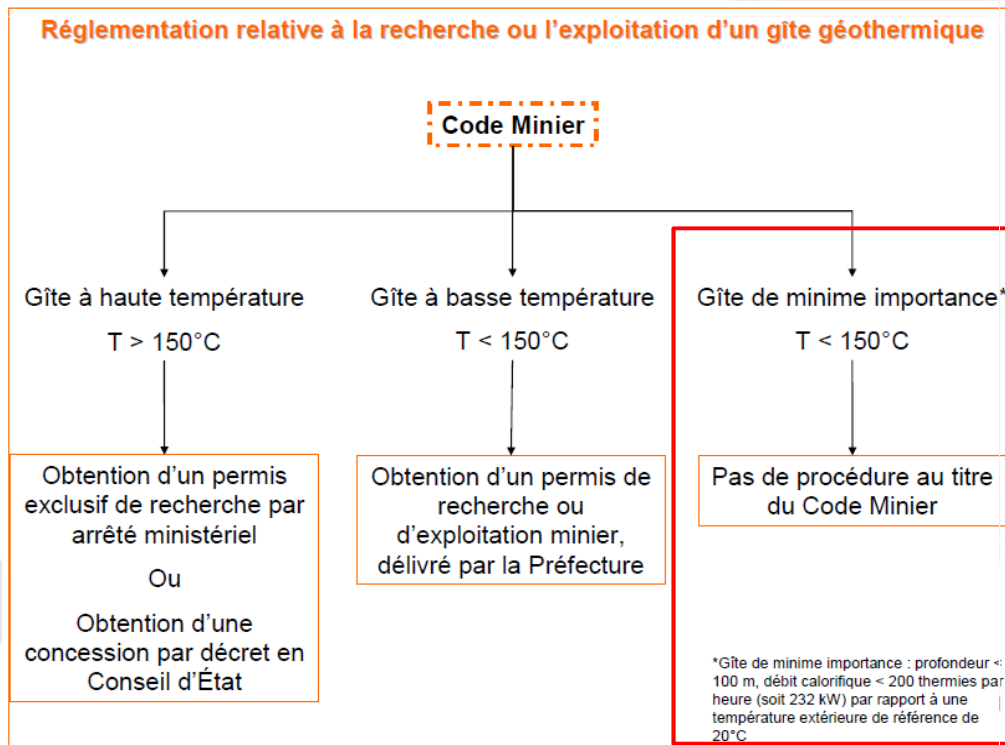 Réglementation relative à la recherche ou l'exploitation d'un gîte géothermique
Code Minier
Gîte à haute température
T > 150°C
Obtention d'un permis
exclusif de recherche par
arrêté ministériel
Ou
Obtention d'une
concession par décret en
Conseil d'État
Gîte à basse température
T < 150°C
Obtention d'un permis de
recherche ou
d'exploitation minier,
délivré par la Préfecture
Gîte de minime importance*
T < 150°C
Pas de procédure au titre
du Code Minier
*Gîte de minime importance : profondeur <
100 m, débit calorifique < 200 thermies par
heure (soit 232 kW) par rapport à une
température extérieure de référence de
20°C